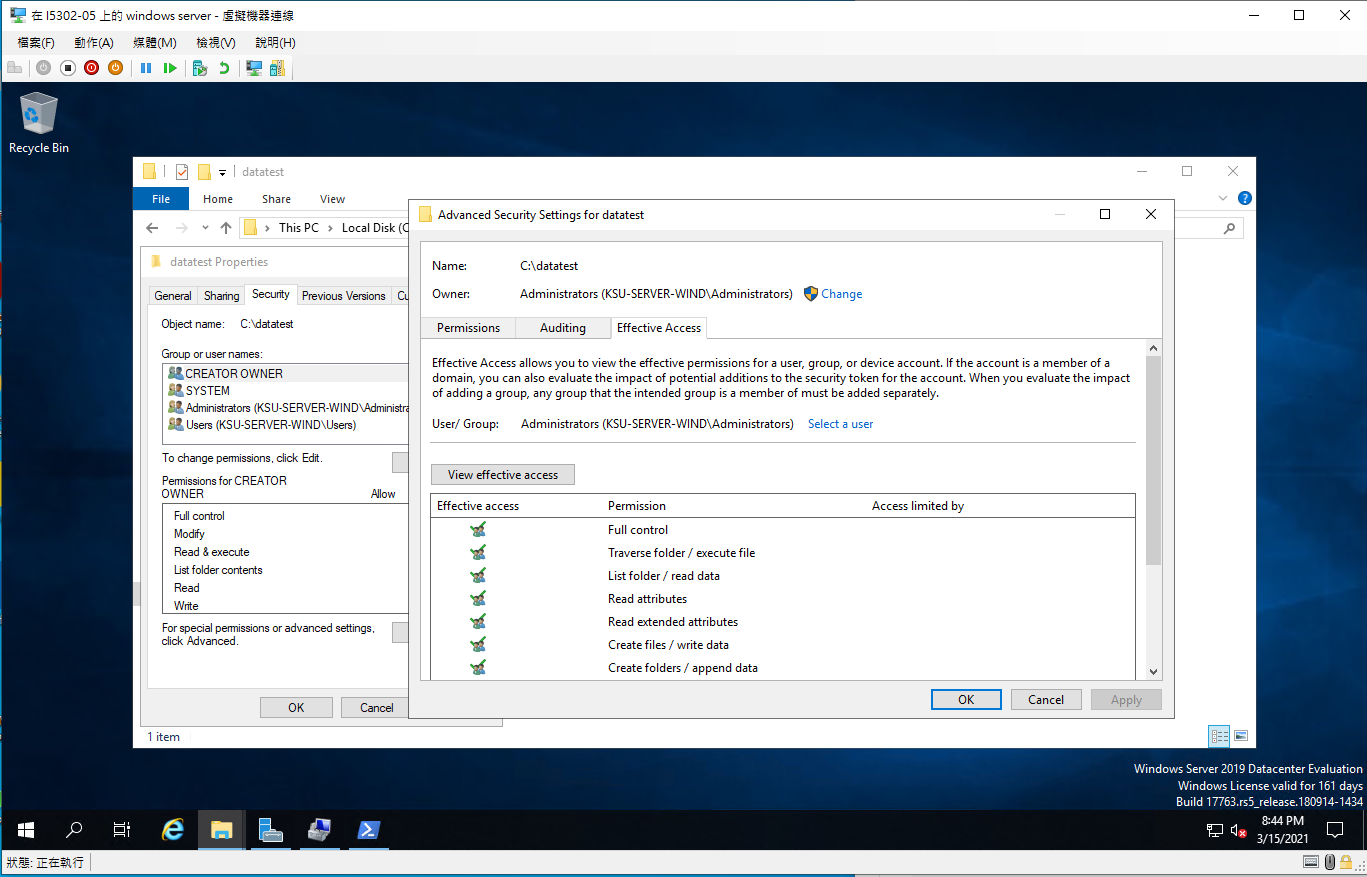 在 I5302-05 上的 windows server - 虛擬機器連線
檔案(F) 動作(A) 媒體(M) 檢視(V) 說明(H)
Recycle Bin
datatest
File Home Share View
This PC Local Disk (C
datatest Properties
General Sharing Security Previous Versions Cu
Object name: C:\datatest
Group or user names:
CREATOR OWNER
SYSTEM
Administrators (KSU-SERVER-WIND\Administra
Users (KSU-SERVER-WIND\Users)
To change permissions, click Edit.
Permissions for CREATOR
OWNER Allow
Full control
Modify
Read & execute
List folder contents
Read
Write
For special permissions or advanced settings,
click Advanced.
OK Cancel
1 item
Advanced Security Settings for datatest
Name: C:\datatest
Owner: Administrators (KSU-SERVER-WIND\Administrators) Change
Permissions Auditing Effective Access
Effective Access allows you to view the effective permissions for a user, group, or device account. If the account is a member of a
domain, you can also evaluate the impact of potential additions to the security token for the account. When you evaluate the impact
of adding a group, any group that the intended group is a member of must be added separately.
User/ Group: Administrators (KSU-SERVER-WIND\Administrators) Select a user
View effective access
Effective access Permission Access limited by
Full control
Traverse folder / execute file
List folder / read data
Read attributes
Read extended attributes
Create files / write data
Create folders / append data
OK Cancel Apply
Windows Server 2019 Datacenter Evaluation
Windows License valid for 161 days
Build 17763.rs5_release.180914-1434
8:44 PM
3/15/2021
狀態: 正在執行